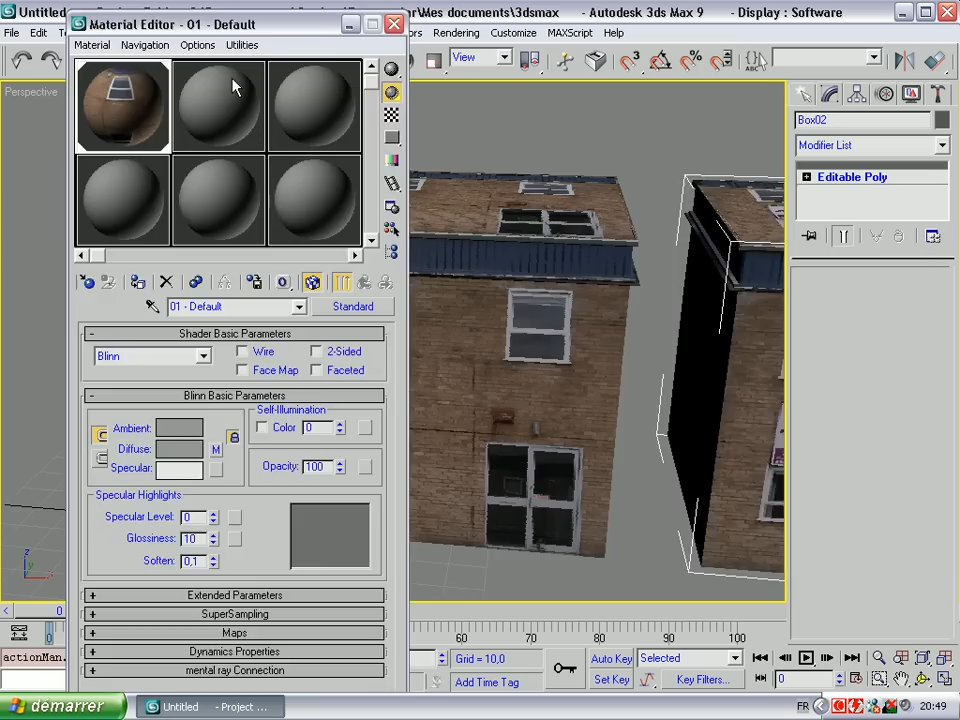 Untitled
Mes documents\3dsmax - Autodesk 3ds Max 9 - Display : Software
Material Editor - 01 - Default
File Edit
Rendering Customize MAXScript Help
Material Navigation Options Utilities
View
Perspective
Box02
Modifier List
Editable Poly
01 - Default
Standard
Shader Basic Parameters
Blinn
Wire
2-Sided
Face Map
Faceted
Blinn Basic Parameters
Self-Illumination
Ambient:
Color 0
Diffuse:
M
Specular:
Opacity: 100
Specular Highlights
Specular Level: 0
Glossiness: 10
Soften: 0,1
Extended Parameters
SuperSampling
Maps
Dynamics Properties
mental ray Connection
z
y
0
60 70 80 90 100
actionMan.
Grid = 10,0
Add Time Tag
Auto Key
Selected
Set Key
Key Filters...
0
démarrer
Untitled - Project ...
FR
20:49